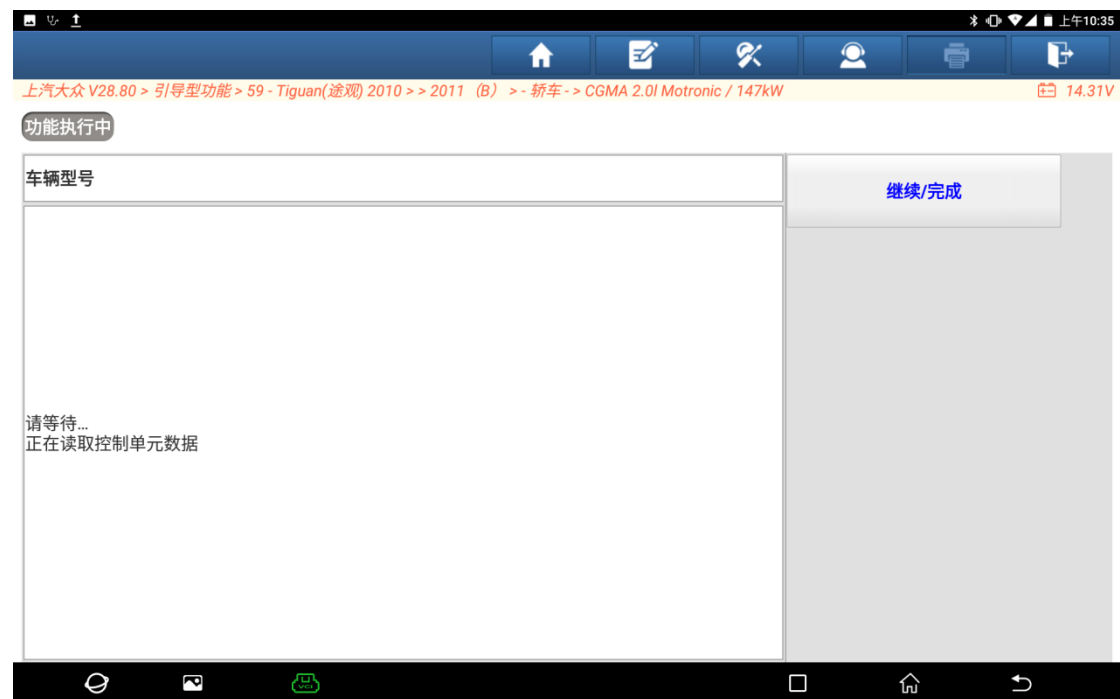 上午10:35
上汽大众 V28.80 > 引导型功能 > 59 - Tiguan(途观) 2010 > > 2011（B） > - 轿车 - > CGMA 2.0l Motronic / 147kW
14.31V
功能执行中
车辆型号
继续/完成
请等待...
正在读取控制单元数据
VCI